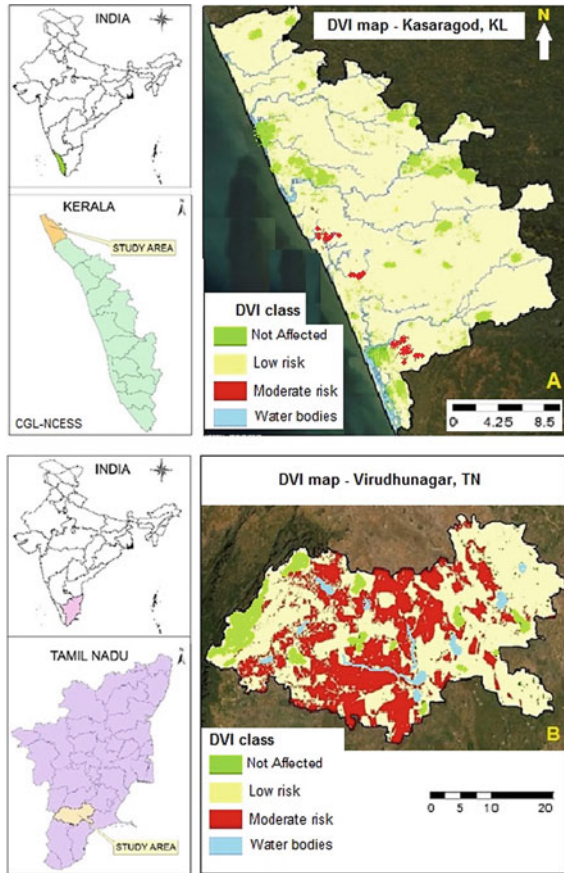 INDIA
KERALA
N
STUDY AREA
CGL-NCESS
DVI map - Kasaragod, KL
N
DVI class
Not Affected
Low risk
Moderate risk
Water bodies
A
0 4.25 8.5
INDIA
TAMIL NADU
N
STUDY AREA
DVI map - Virudhunagar, TN
B
DVI class
Not Affected
Low risk
Moderate risk
Water bodies
0 5 10 20